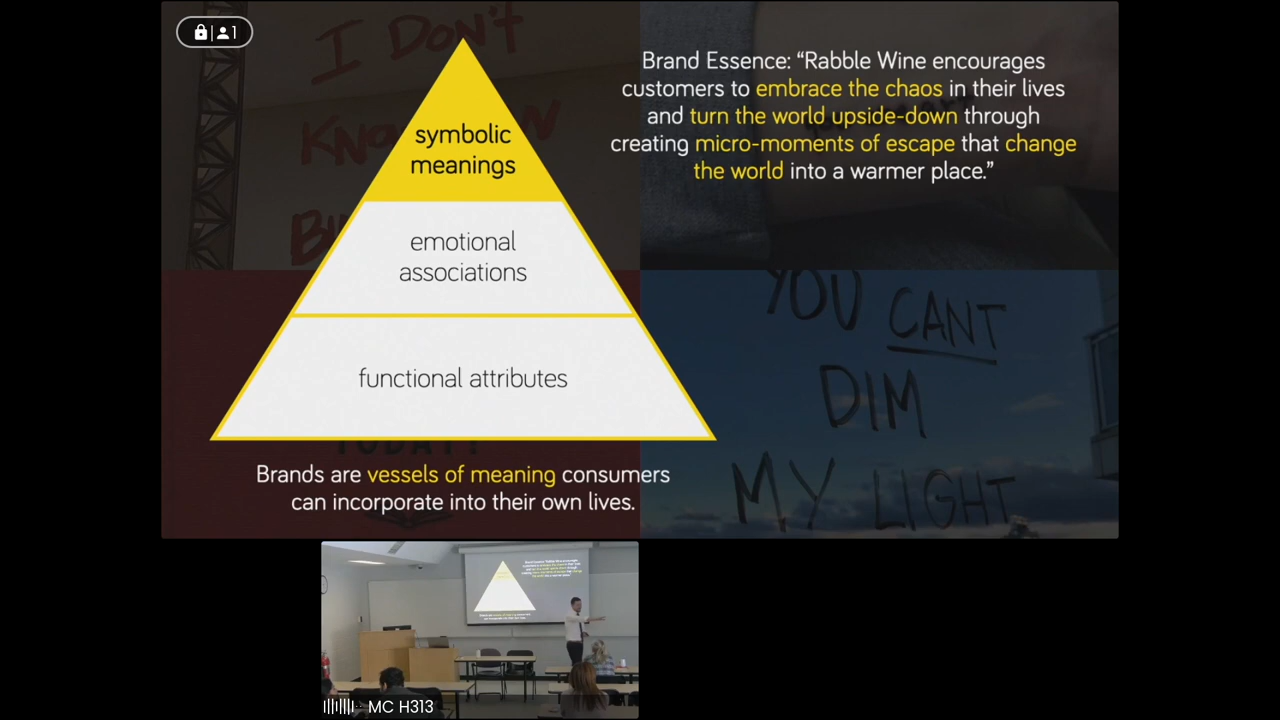 1
I DON'T
KNOW
symbolic
meanings
emotional
associations
functional attributes
TODAY!
Brands are vessels of meaning consumers
can incorporate into their own lives.
Brand Essence: “Rabble Wine encourages
customers to embrace the chaos in their lives
and turn the world upside-down through
creating micro-moments of escape that change
the world into a warmer place.”
YOU CANT
DIM
MY LIGHT
MC H313